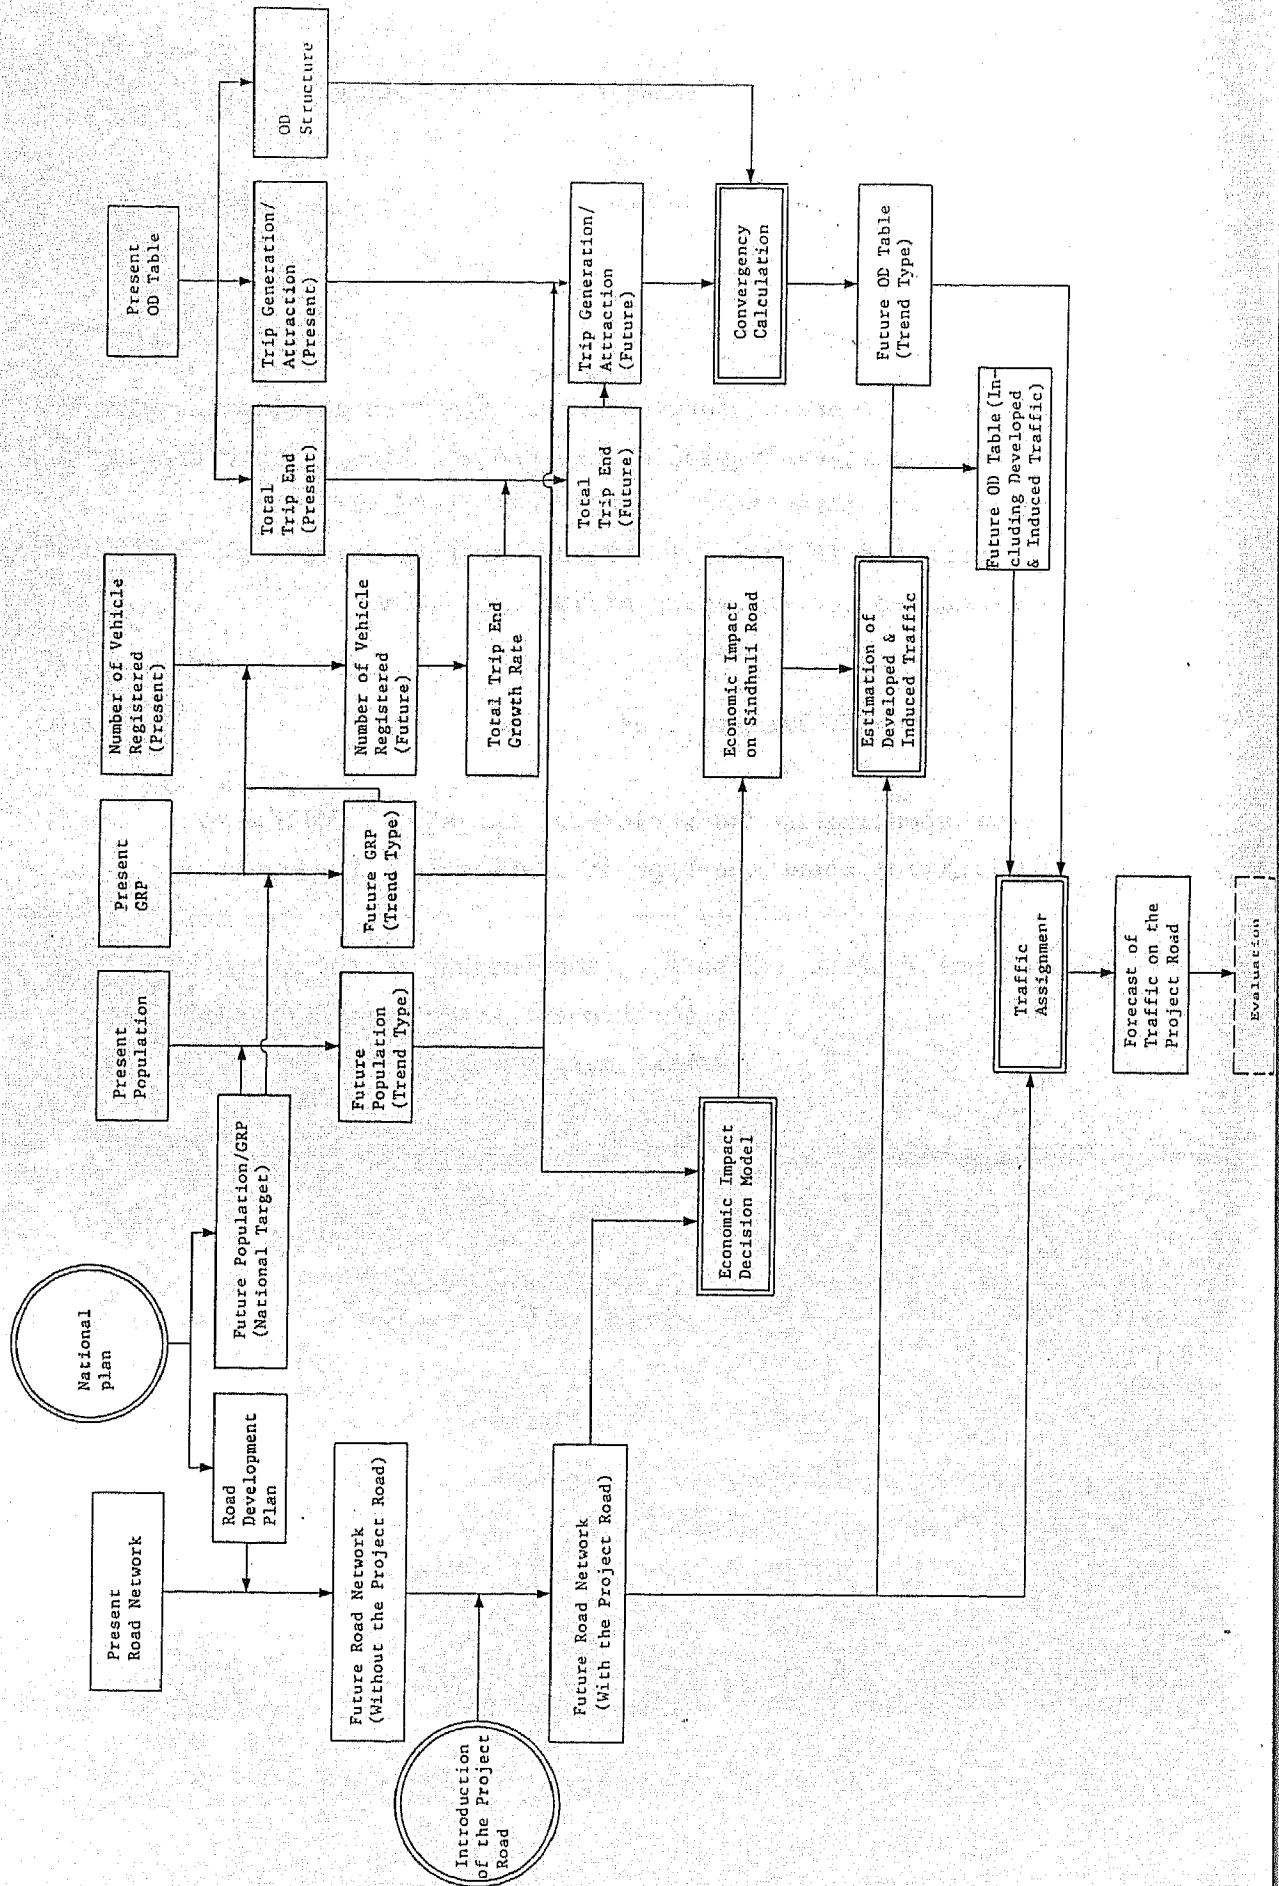 National
plan
Present
Road Network
Road
Development
Plan
Future Population/GRP
(National Target)
Present
Population
Present
GRP
Number of Vehicle
Registered
(Present)
Present
OD Table
Total
Trip End
(Present)
Trip Generation/
Attraction
(Present)
OD
Structure
Future Road Network
(Without the Project Road)
Future
Population
(Trend Type)
Future GRP
(Trend Type)
Number of Vehicle
Registered
(Future)
Introduction
of the Project
Road
Total Trip End
Growth Rate
Future Road Network
(With the Project Road)
Total
Trip End
(Future)
Trip Generation/
Attraction
(Future)
Economic Impact
Decision Model
Economic Impact
on Sindhuli Road
Convergency
Calculation
Estimation of
Developed &
Induced Traffic
Future OD Table
(Trend Type)
Future OD Table (In-
cluding Developed
& Induced Traffic)
Traffic
Assignment
Forecast of
Traffic on the
Project Road
Evaluation